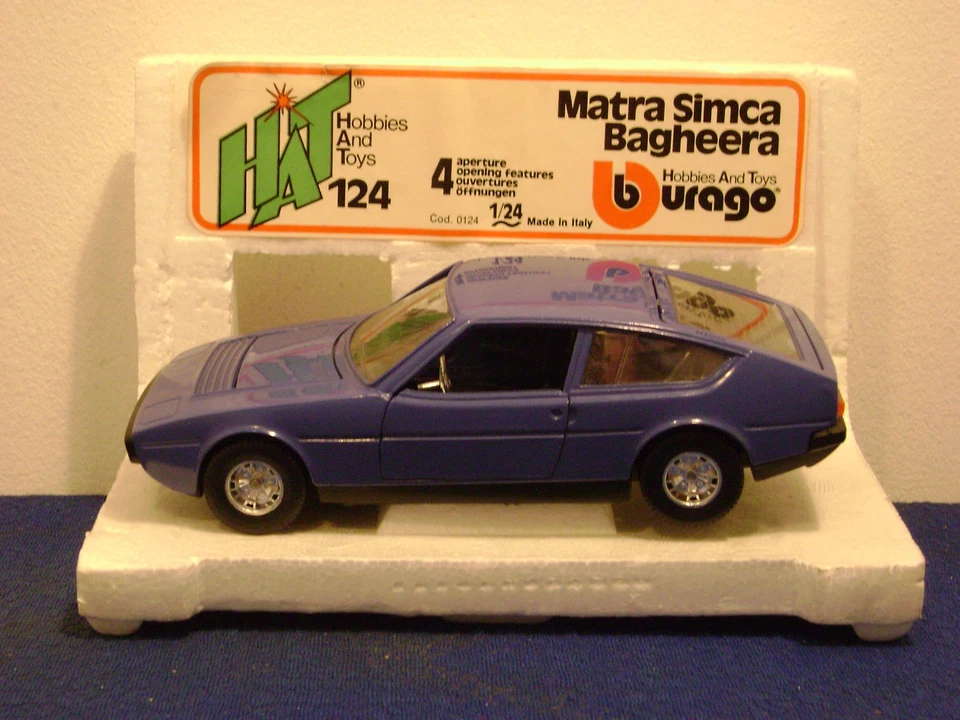 HAT®
Hobbies
And
Toys
124
4 aperture
opening features
ouvertures
öffnungen
Cod. 0124 1/24 Made in Italy
Matra Simca
Bagheera
Hobbies And Toys
burago®